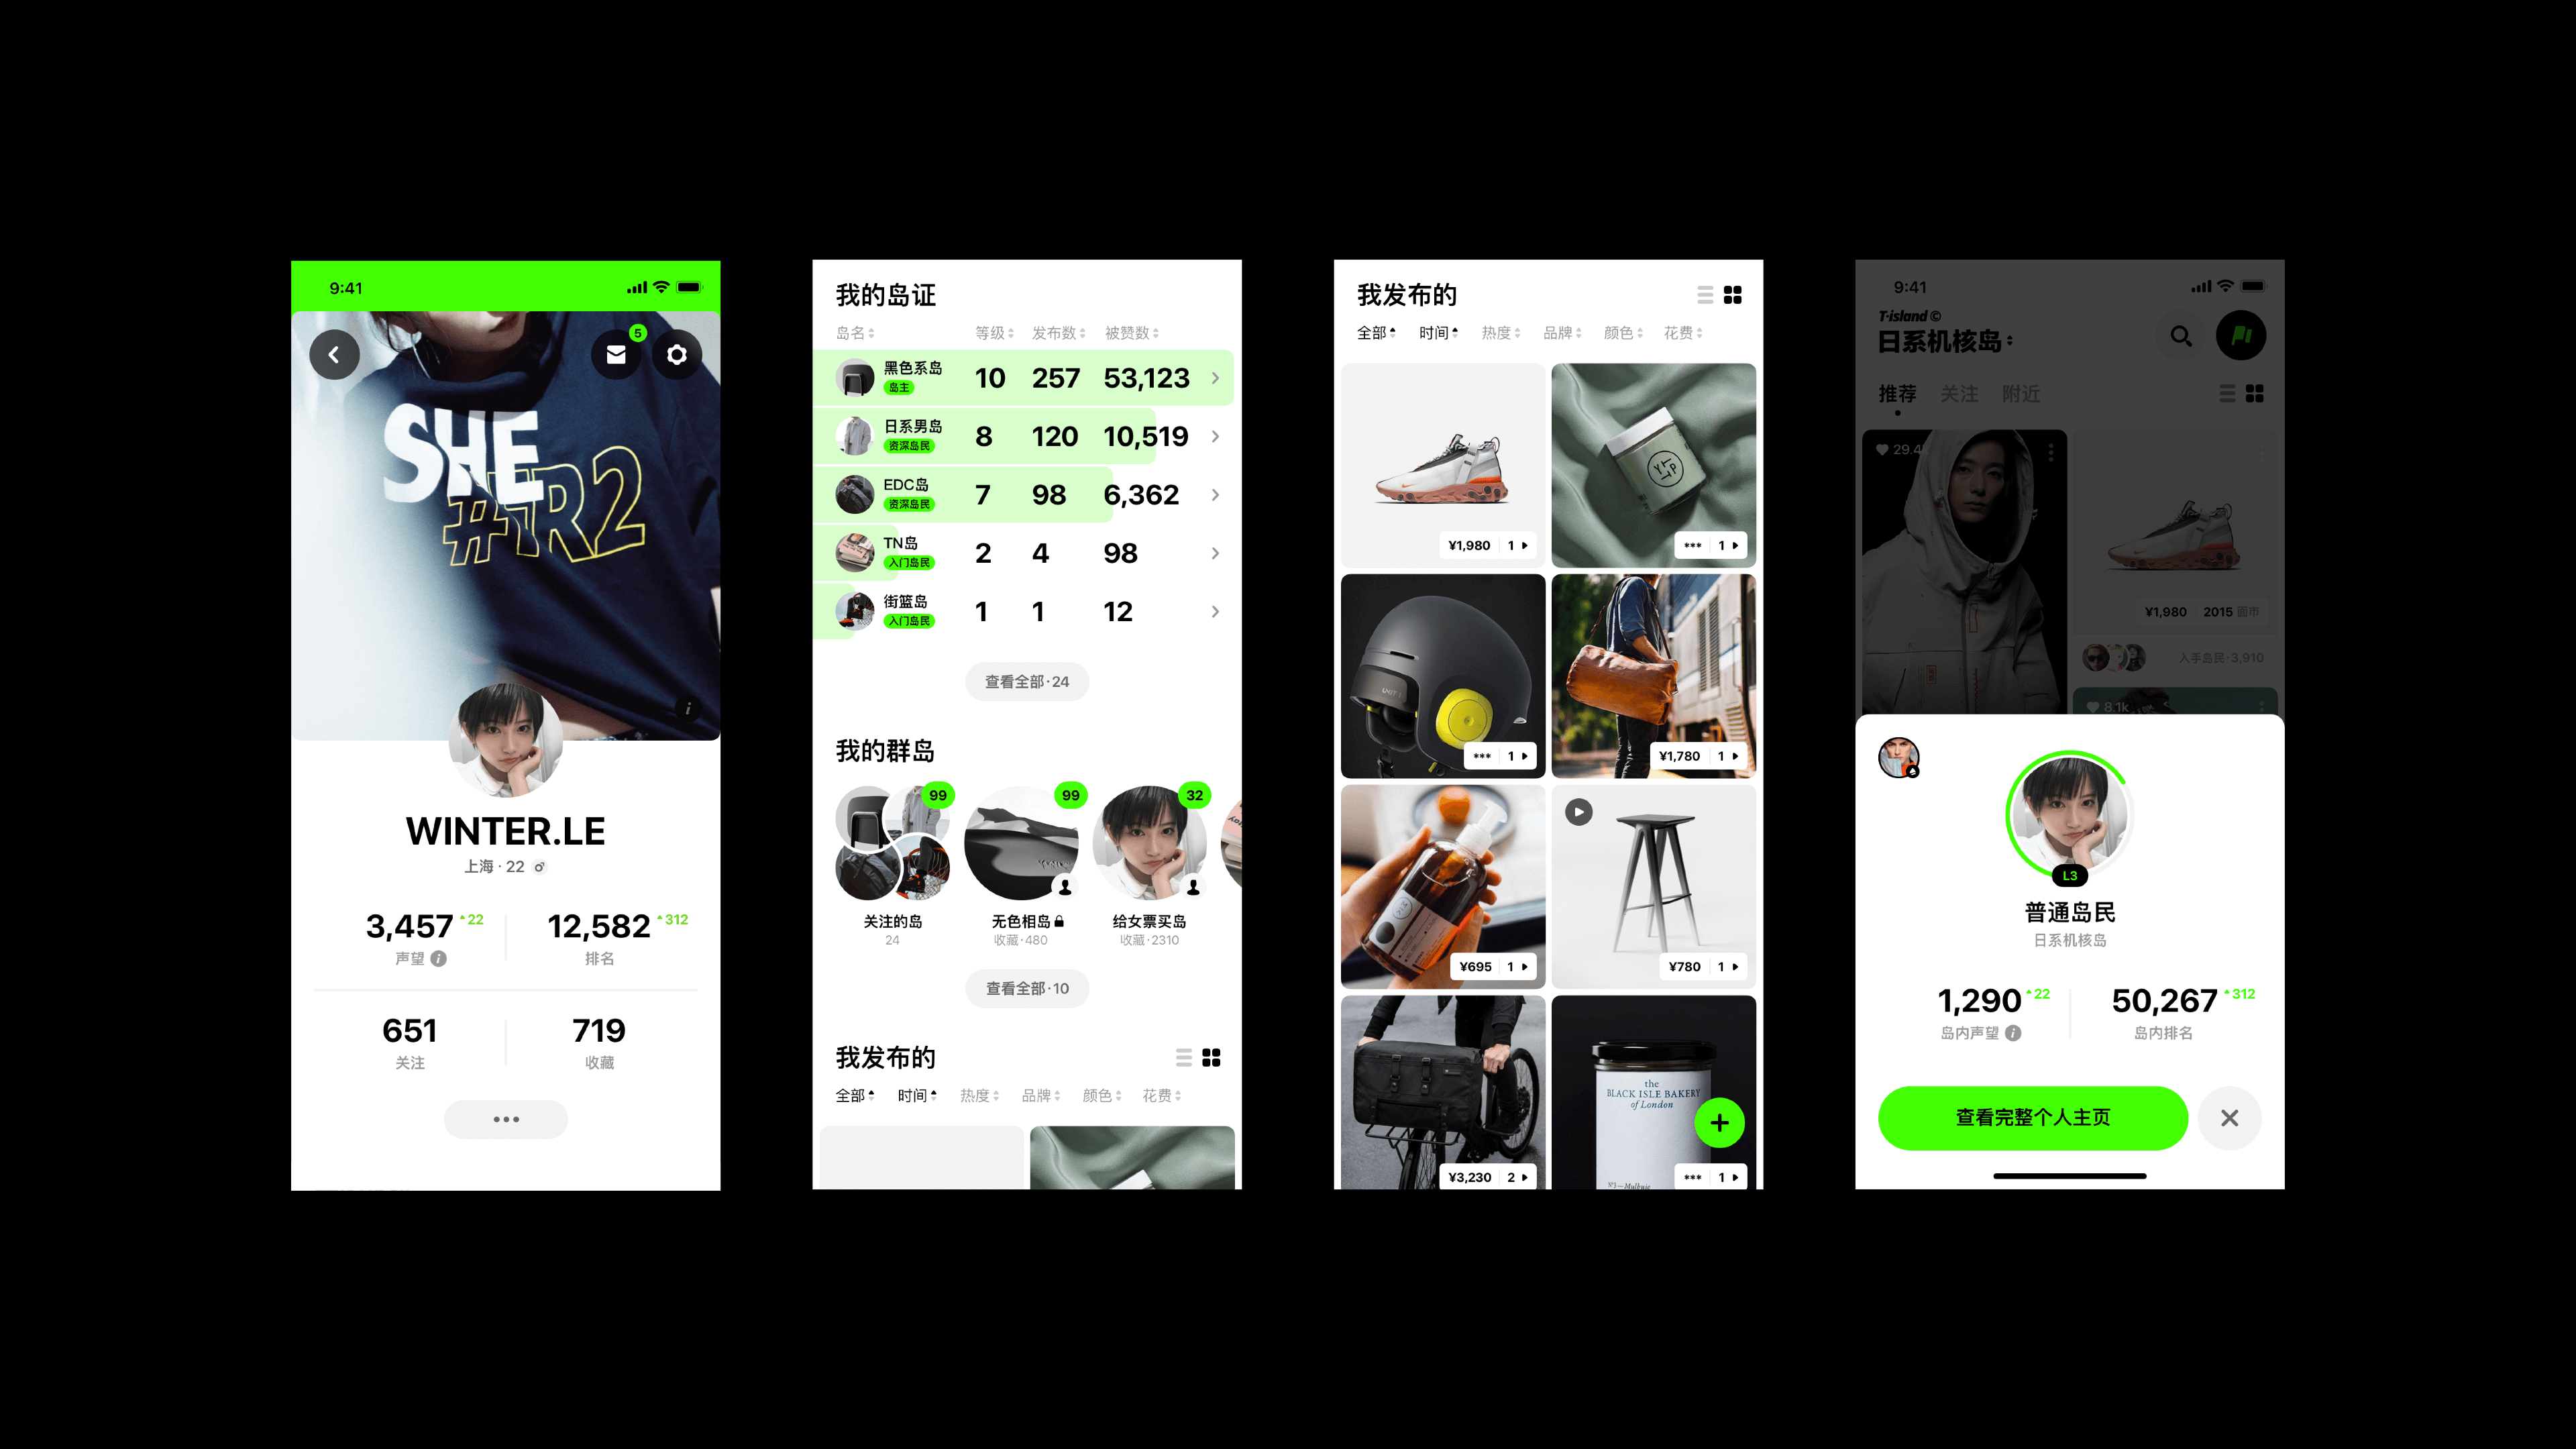 9:41
5
SHE
#TR2
WINTER.LE
上海 · 22
3,457 22
声望
12,582 312
排名
651
关注
719
收藏
我的岛证
岛名 等级 发布数 被赞数
黑色系岛
岛主
10 257 53,123
日系男岛
资深岛民
8 120 10,519
EDC岛
资深岛民
7 98 6,362
TN岛
入门岛民
2 4 98
街篮岛
入门岛民
1 1 12
查看全部·24
我的群岛
99 99 32
关注的岛
24
无色相岛
收藏·480
给女票买岛
收藏·2310
查看全部·10
我发布的
全部 时间 热度 品牌 颜色 花费
我发布的
全部 时间 热度 品牌 颜色 花费
¥1,980 1
*** 1
UNIT 1
*** 1
¥1,780 1
¥695 1
¥780 1
¥3,230 2
the
BLACK ISLE BAKERY
of London
*** 1
9:41
T-island ©
日系机核岛
推荐 关注 附近
29.4
¥1,980 2015 面市
入手岛民·3,910
8.1k
L3
普通岛民
日系机核岛
1,290 22
岛内声望
50,267 312
岛内排名
查看完整个人主页